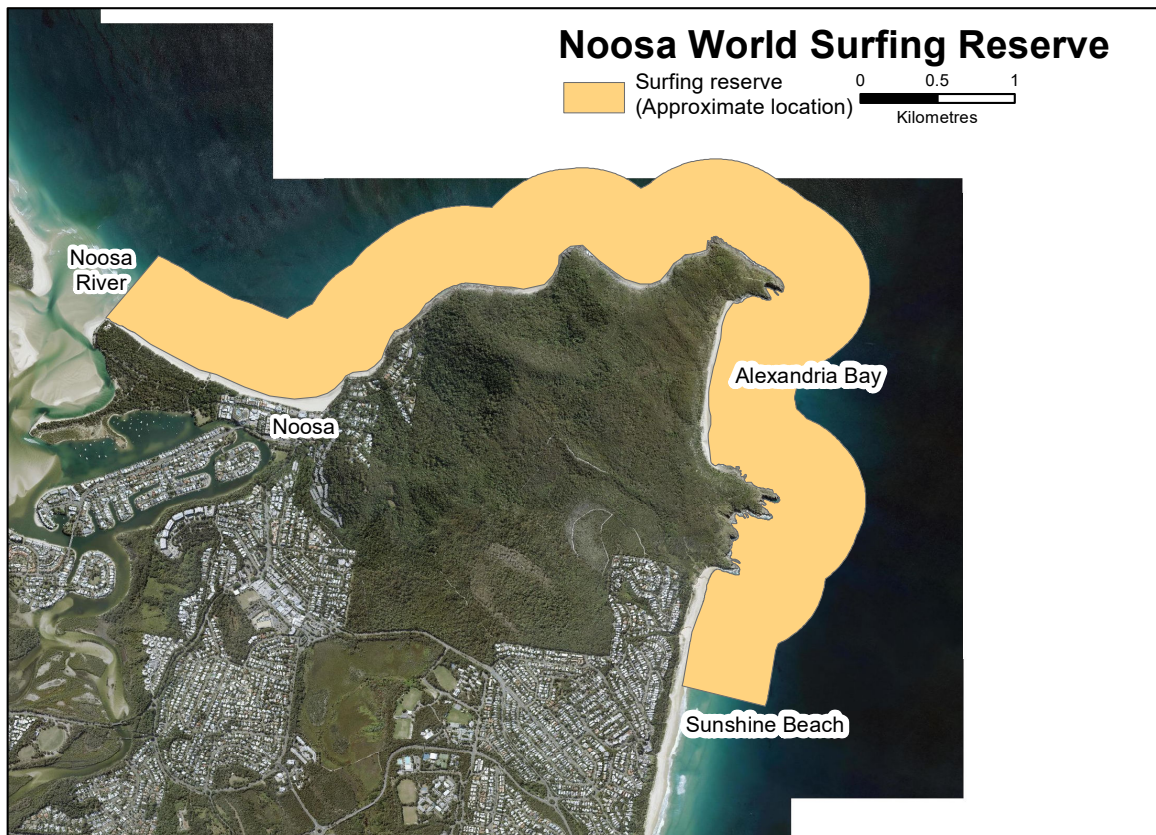 Noosa World Surfing Reserve
Surfing reserve
(Approximate location)
0 0.5 1
Kilometres
Noosa
River
Alexandria Bay
Noosa
Sunshine Beach